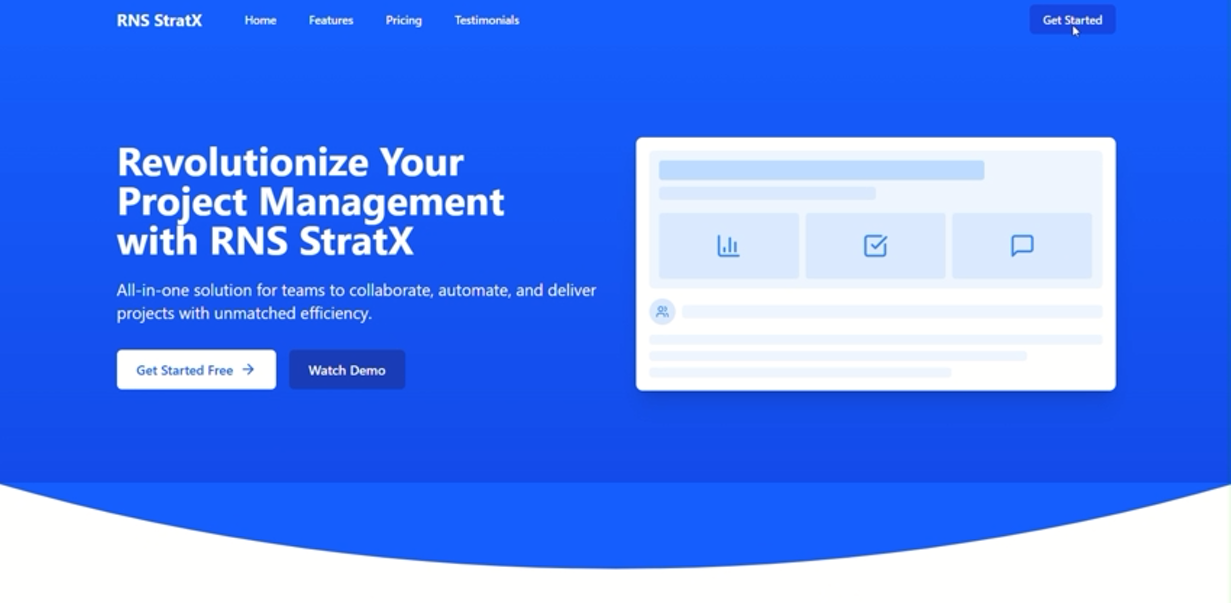 RNS StratX Home Features Pricing Testimonials Get Started
Revolutionize Your
Project Management
with RNS StratX
All-in-one solution for teams to collaborate, automate, and deliver
projects with unmatched efficiency.
Get Started Free Watch Demo